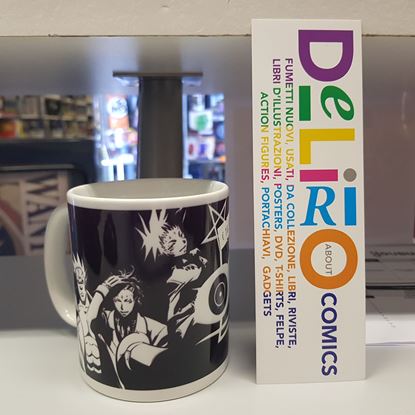 DeLiRiO
ABOUT
COMICS
FUMETTI NUOVI, USATI, DA COLLEZIONE, LIBRI, RIVISTE,
LIBRI D'ILLUSTRAZIONI, POSTERS, DVD, T-SHIRTS, FELPE,
ACTION FIGURES, PORTACHIAVI, GADGETS
WAN